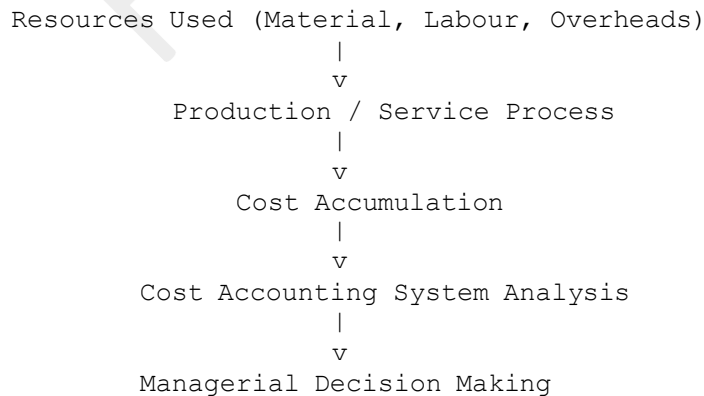 Resources Used (Material, Labour, Overheads)
|
v
Production / Service Process
|
v
Cost Accumulation
|
v
Cost Accounting System Analysis
|
v
Managerial Decision Making